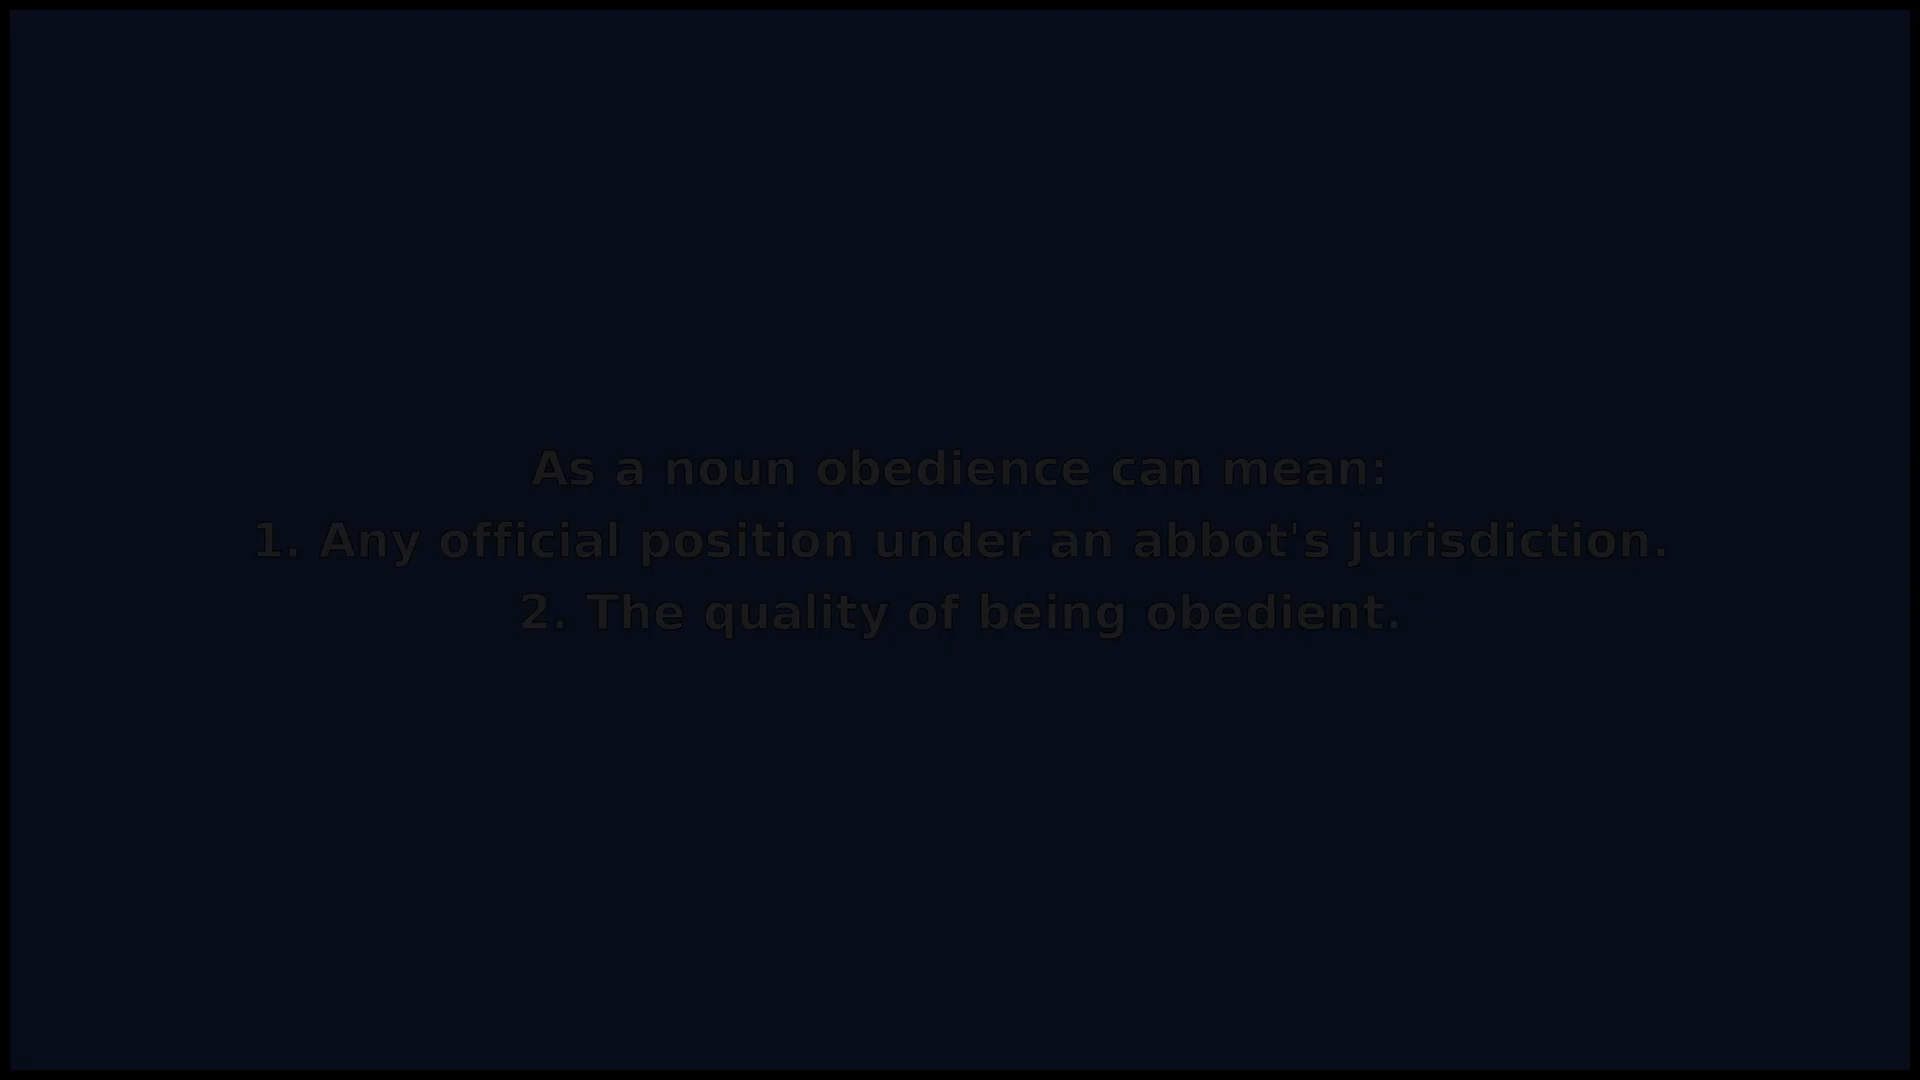 As a noun obedience can mean:
1. Any official position under an abbot's jurisdiction.
2. The quality of being obedient.